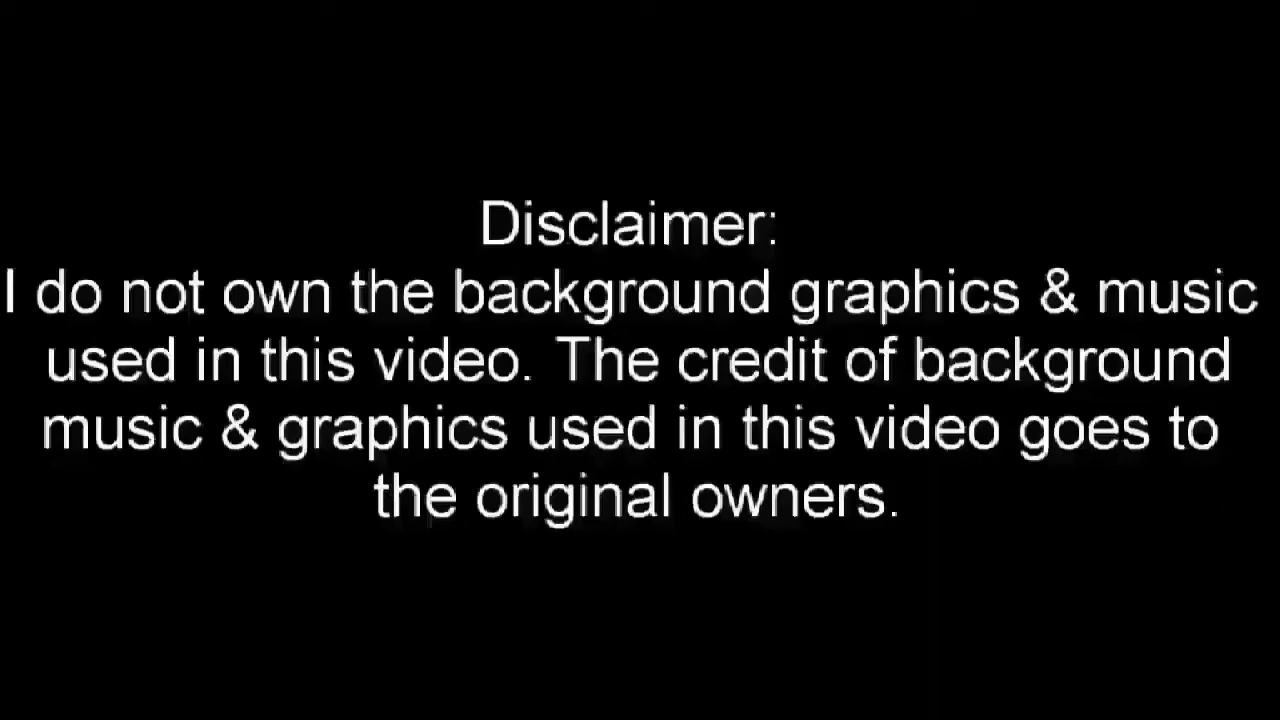 Disclaimer:
I do not own the background graphics & music
used in this video. The credit of background
music & graphics used in this video goes to
the original owners.